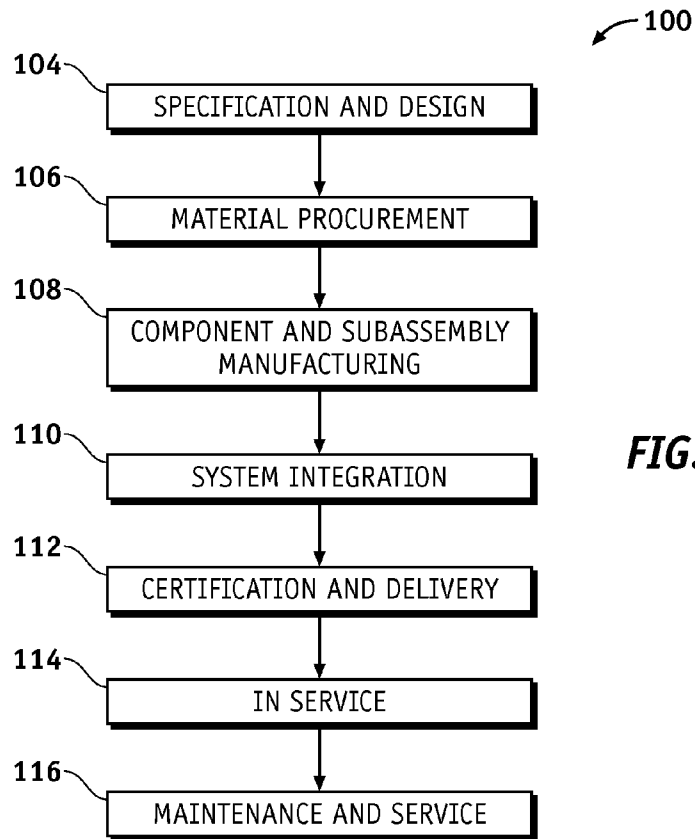 100
104
SPECIFICATION AND DESIGN
106
MATERIAL PROCUREMENT
108
COMPONENT AND SUBASSEMBLY
MANUFACTURING
110
SYSTEM INTEGRATION
FIG.
112
CERTIFICATION AND DELIVERY
114
IN SERVICE
116
MAINTENANCE AND SERVICE